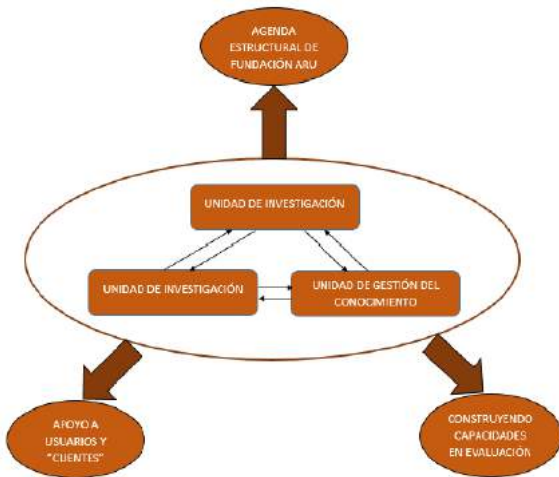 AGENDA
ESTRUCTURAL DE
FUNDACIÓN ARU
UNIDAD DE INVESTIGACIÓN
UNIDAD DE INVESTIGACIÓN
UNIDAD DE GESTIÓN DEL
CONOCIMIENTO
APOYO A
USUARIOS Y
"CLIENTES"
CONSTRUYENDO
CAPACIDADES
EN EVALUACIÓN